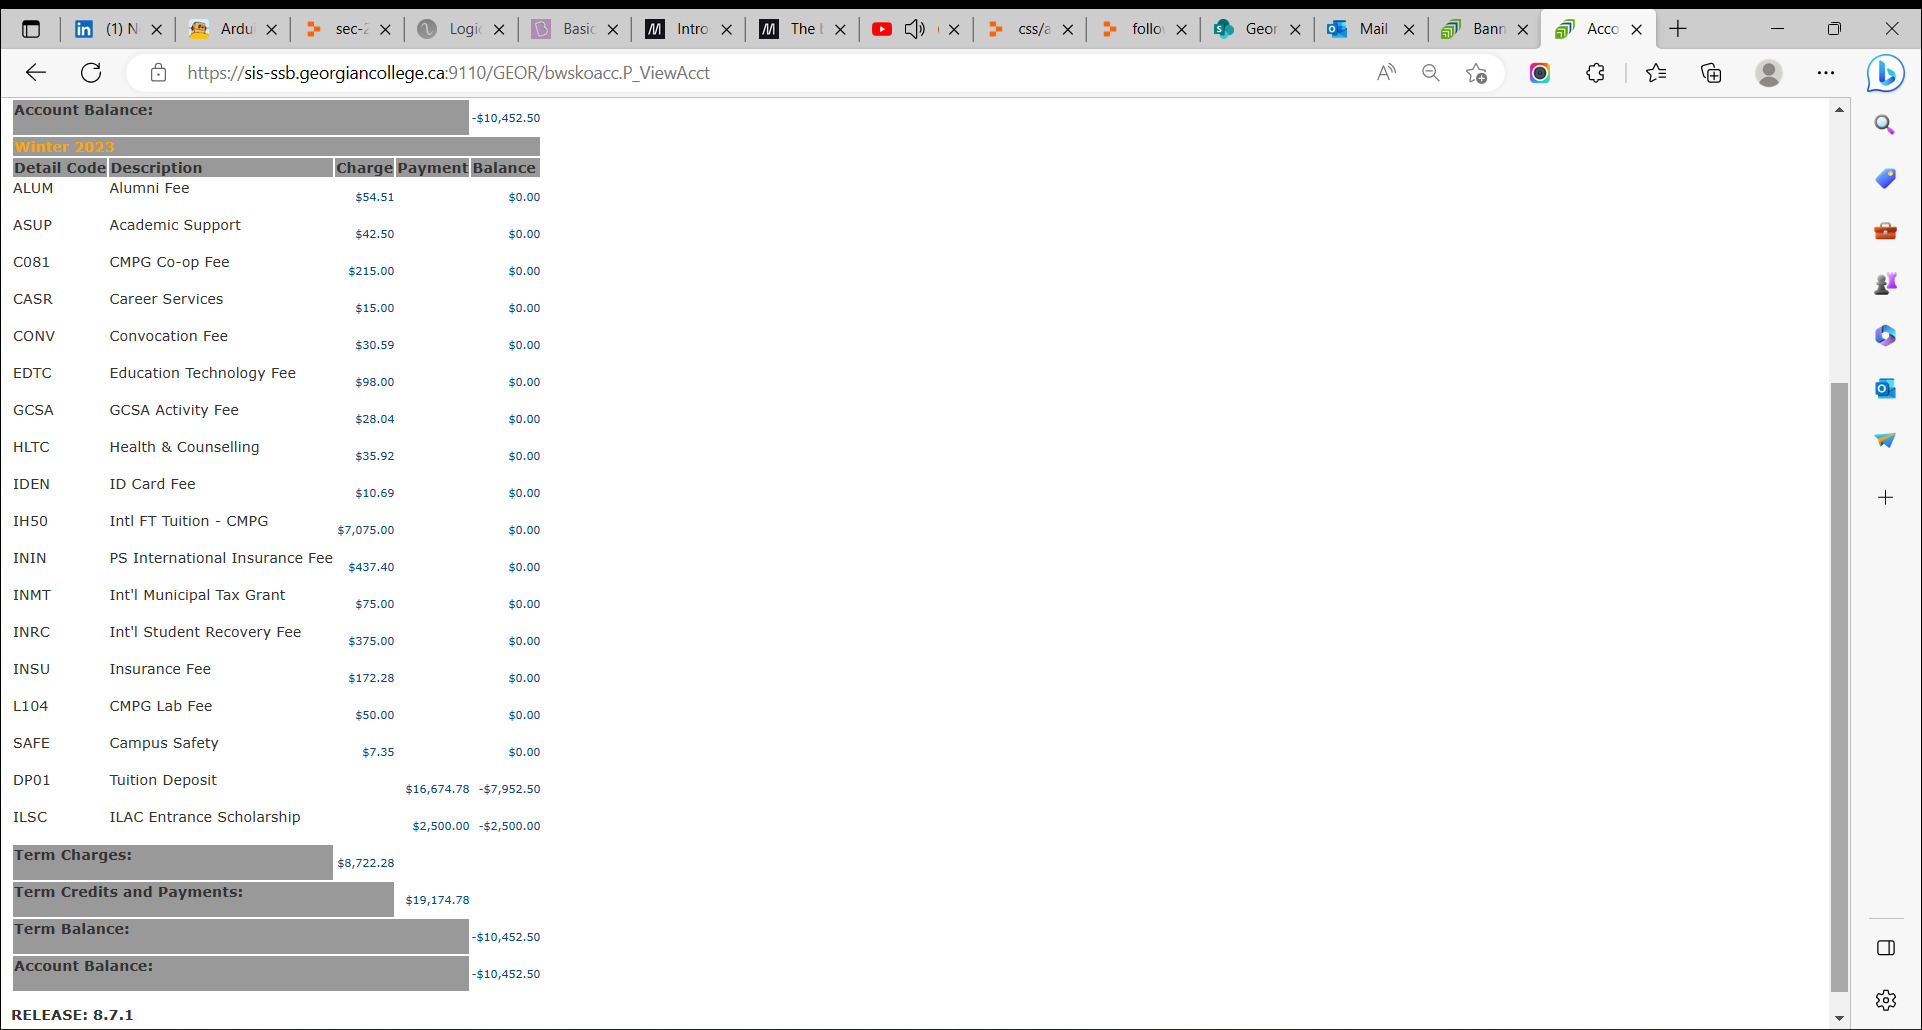 (1) N
Ardui
sec-2
Logic
Basic
Intro
The b
css/a
follow
Geor
Mail
Bann
Acco
https://sis-ssb.georgiancollege.ca:9110/GEOR/bwskoacc.P_ViewAcct
Account Balance: -$10,452.50
Winter 2023
Detail Code Description Charge Payment Balance
ALUM Alumni Fee $54.51 $0.00
ASUP Academic Support $42.50 $0.00
C081 CMPG Co-op Fee $215.00 $0.00
CASR Career Services $15.00 $0.00
CONV Convocation Fee $30.59 $0.00
EDTC Education Technology Fee $98.00 $0.00
GCSA GCSA Activity Fee $28.04 $0.00
HLTC Health & Counselling $35.92 $0.00
IDEN ID Card Fee $10.69 $0.00
IH50 Intl FT Tuition - CMPG $7,075.00 $0.00
ININ PS International Insurance Fee $437.40 $0.00
INMT Int'l Municipal Tax Grant $75.00 $0.00
INRC Int'l Student Recovery Fee $375.00 $0.00
INSU Insurance Fee $172.28 $0.00
L104 CMPG Lab Fee $50.00 $0.00
SAFE Campus Safety $7.35 $0.00
DP01 Tuition Deposit $16,674.78 -$7,952.50
ILSC ILAC Entrance Scholarship $2,500.00 -$2,500.00
Term Charges: $8,722.28
Term Credits and Payments: $19,174.78
Term Balance: -$10,452.50
Account Balance: -$10,452.50
RELEASE: 8.7.1